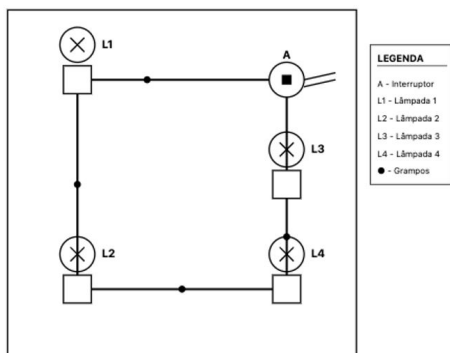 L1
A
L3
L2
L4
LEGENDA
A - Interruptor
L1 - Lâmpada 1
L2 - Lâmpada 2
L3 - Lâmpada 3
L4 - Lâmpada 4
- Grampos